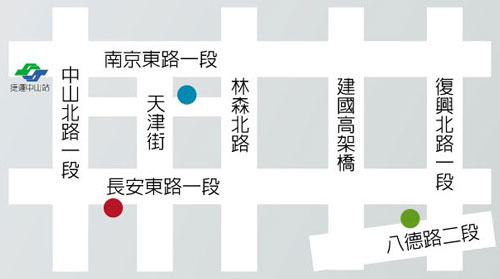 南京東路一段
捷運中山站
中山北路一段
天津街
林森北路
建國高架橋
復興北路一段
長安東路一段
八德路二段